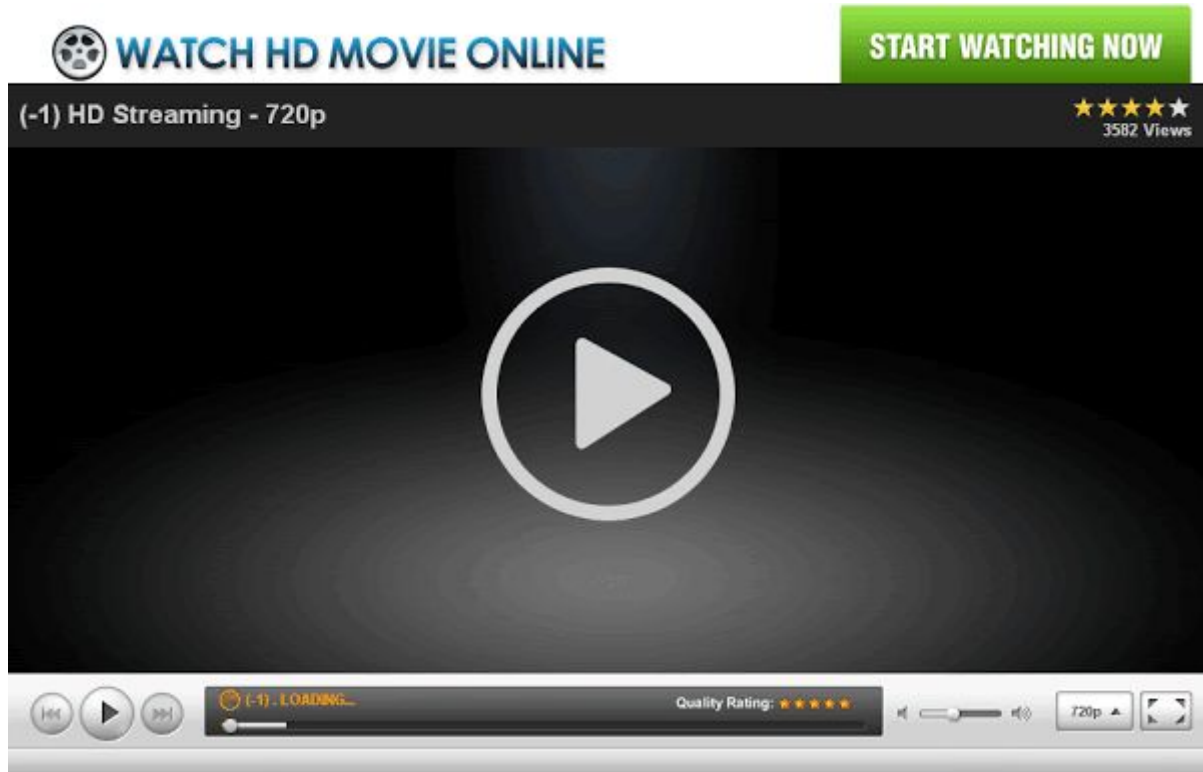 WATCH HD MOVIE ONLINE
START WATCHING NOW
(-1) HD Streaming - 720p
3582 Views
(-1) . LOADING...
Quality Rating:
720p